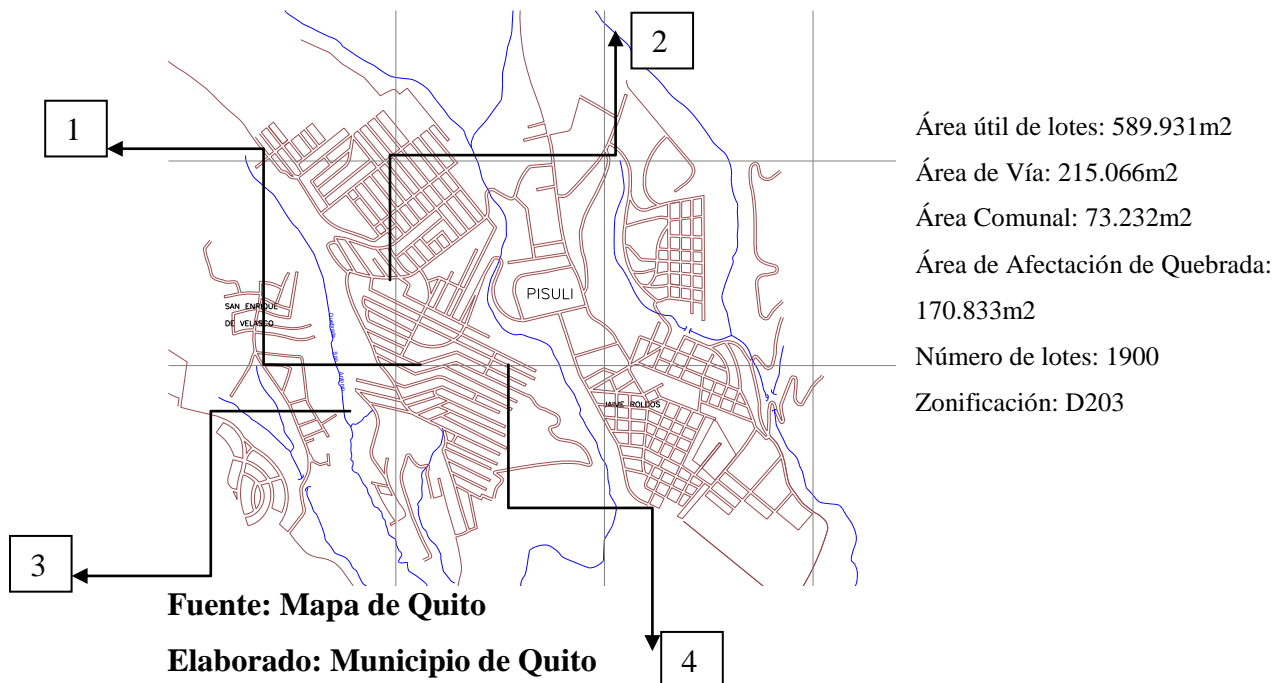 2
1
Área útil de lotes: 589.931m2
Área de Vía: 215.066m2
Área Comunal: 73.232m2
Área de Afectación de Quebrada:
170.833m2
Número de lotes: 1900
Zonificación: D203
PISULI
SAN ENRIQUE
DE VELASCO
JAIME ROLDOS
3
Fuente: Mapa de Quito
Elaborado: Municipio de Quito
4